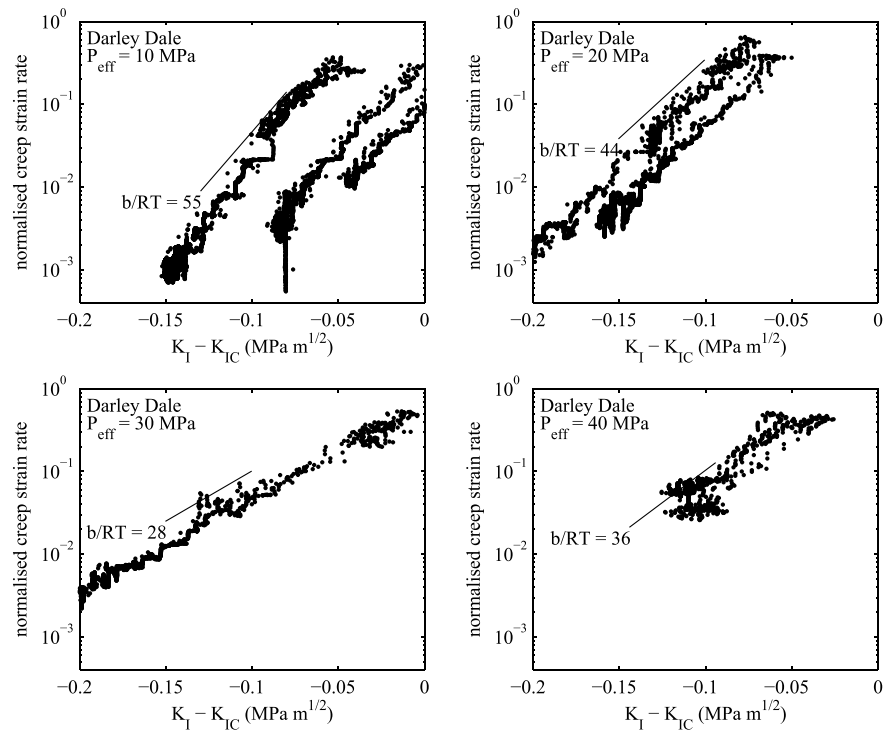 Darley Dale
P_eff = 10 MPa
b/RT = 55
10^0
10^−1
10^−2
10^−3
normalised creep strain rate
−0.2 −0.15 −0.1 −0.05 0
K_I − K_IC (MPa m^1/2)
Darley Dale
P_eff = 20 MPa
b/RT = 44
10^0
10^−1
10^−2
10^−3
normalised creep strain rate
−0.2 −0.15 −0.1 −0.05 0
K_I − K_IC (MPa m^1/2)
Darley Dale
P_eff = 30 MPa
b/RT = 28
10^0
10^−1
10^−2
10^−3
normalised creep strain rate
−0.2 −0.15 −0.1 −0.05 0
K_I − K_IC (MPa m^1/2)
Darley Dale
P_eff = 40 MPa
b/RT = 36
10^0
10^−1
10^−2
10^−3
normalised creep strain rate
−0.2 −0.15 −0.1 −0.05 0
K_I − K_IC (MPa m^1/2)